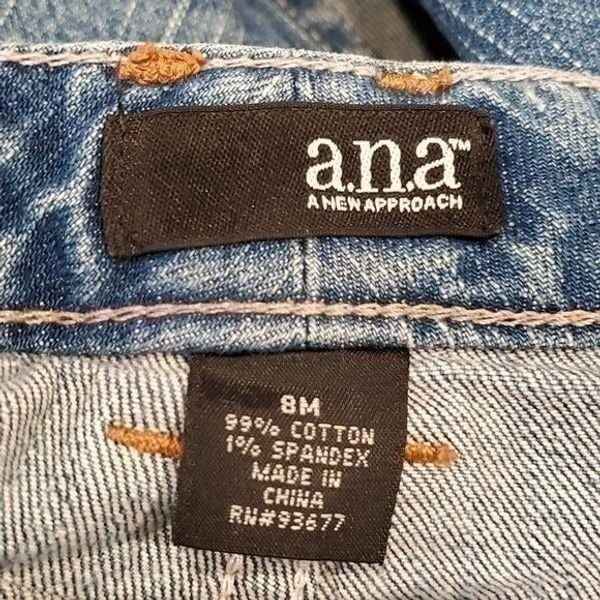 a.n.a™
A NEW APPROACH
8M
99% COTTON
1% SPANDEX
MADE IN
CHINA
RN#93677